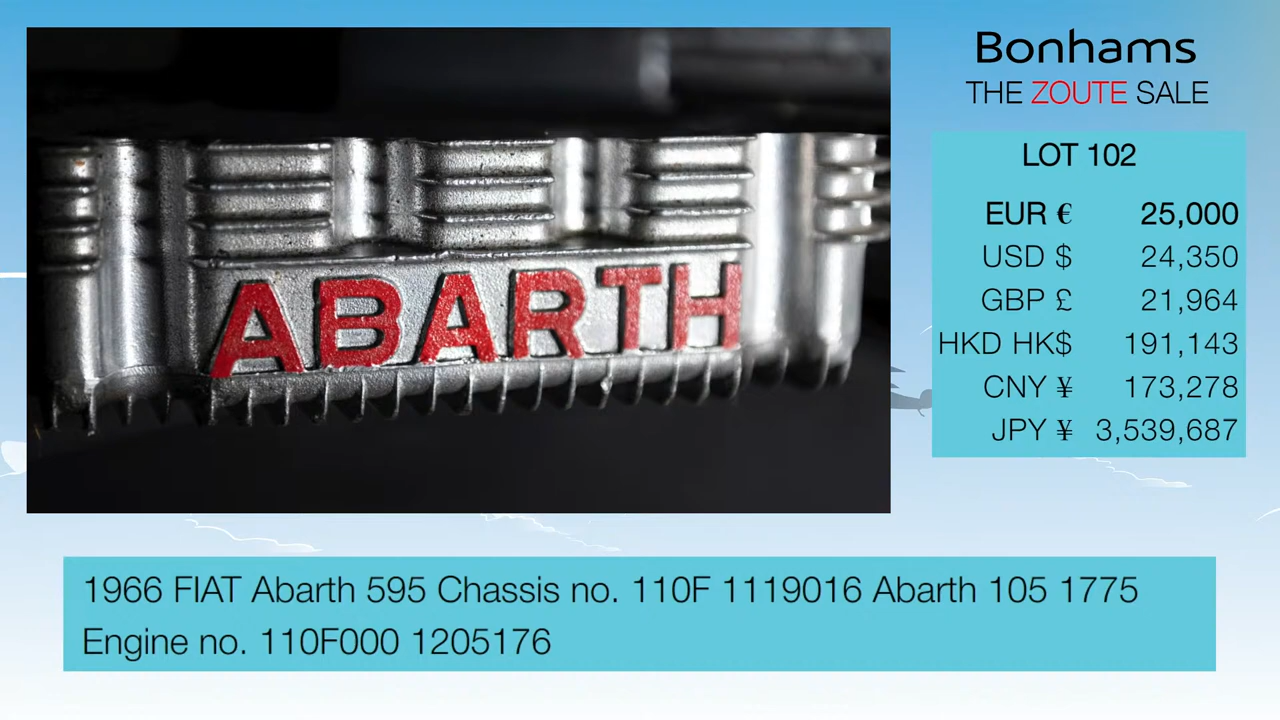 ABARTH
Bonhams
THE ZOUTE SALE
LOT 102
EUR € 25,000
USD $ 24,350
GBP £ 21,964
HKD HK$ 191,143
CNY ¥ 173,278
JPY ¥ 3,539,687
1966 FIAT Abarth 595 Chassis no. 110F 1119016 Abarth 105 1775
Engine no. 110F000 1205176